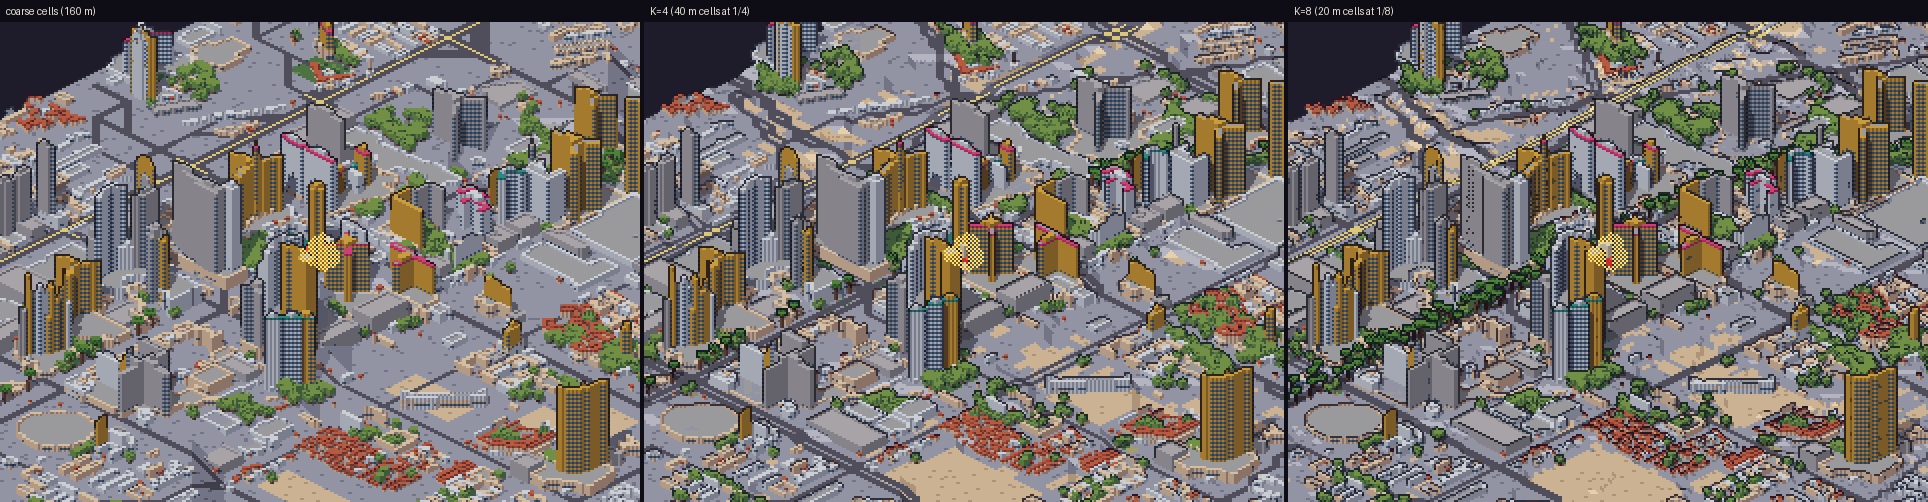 coarse cells (160 m)
K=4 (40 m cells at 1/4)
K=8 (20 m cells at 1/8)